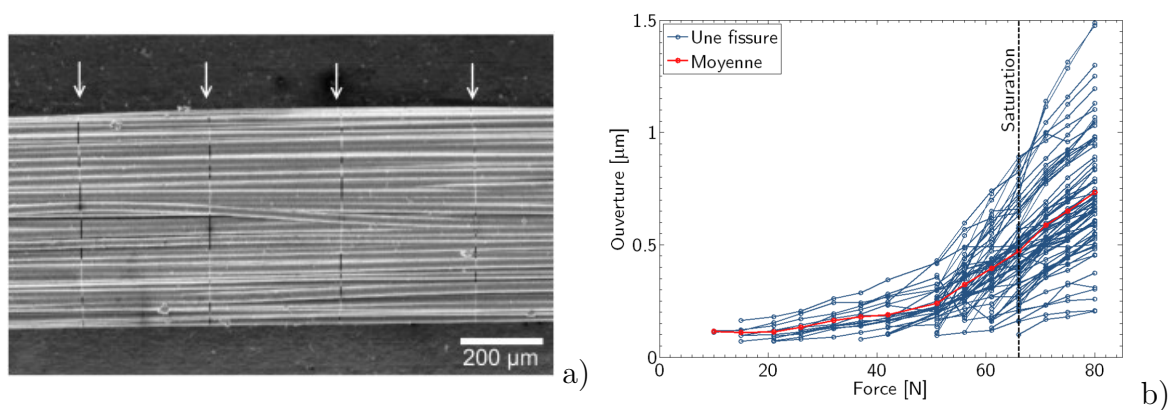 200 µm
a)
1.5
1
0.5
0
Ouverture [µm]
Une fissure
Moyenne
Saturation
0
20
40
60
80
Force [N]
b)